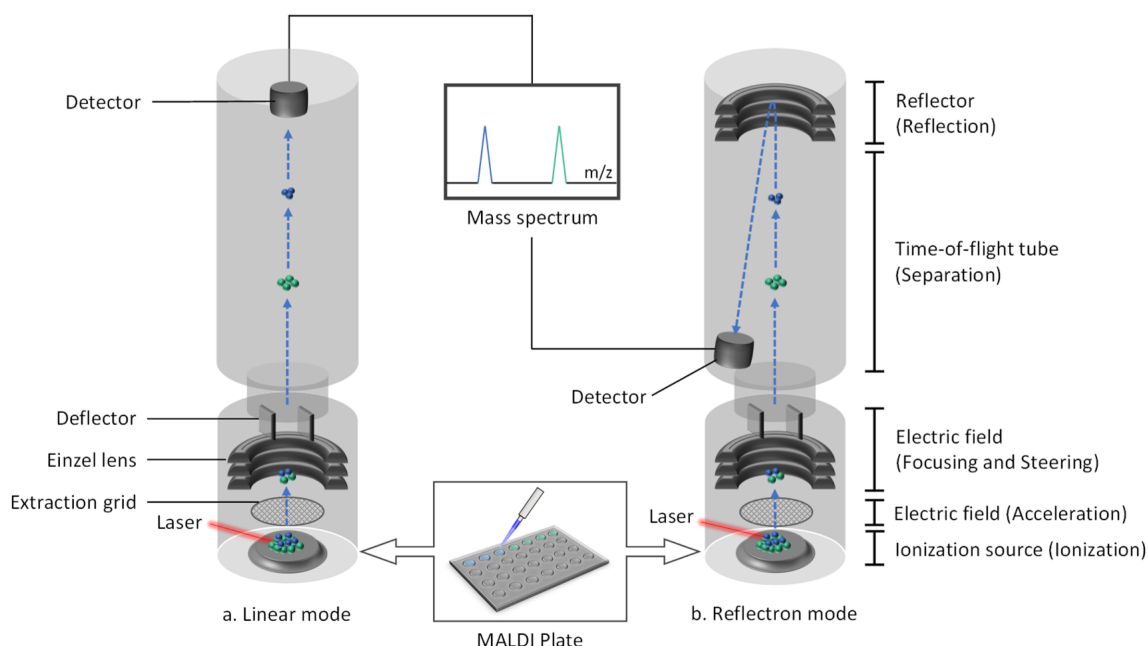 Detector
Deflector
Einzel lens
Extraction grid
Laser
a. Linear mode
m/z
Mass spectrum
MALDI Plate
Detector
Laser
b. Reflectron mode
Reflector
(Reflection)
Time-of-flight tube
(Separation)
Electric field
(Focusing and Steering)
Electric field (Acceleration)
Ionization source (Ionization)